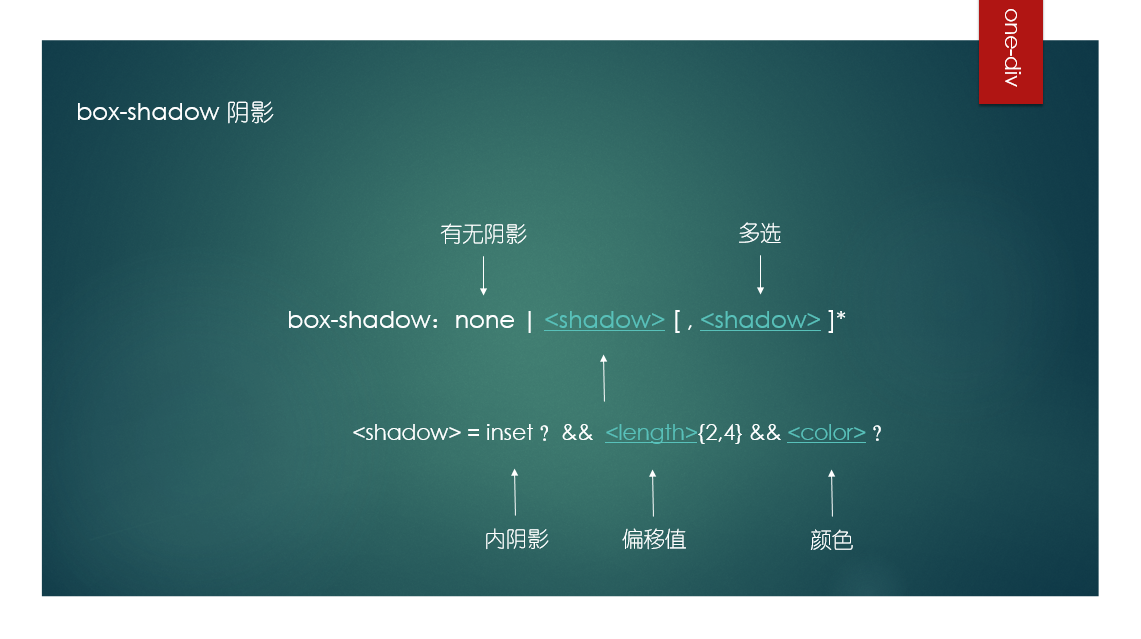 one-div
box-shadow 阴影
有无阴影
多选
box-shadow：none | <shadow> [ , <shadow> ]*
<shadow> = inset ? && <length>{2,4} && <color> ?
内阴影
偏移值
颜色